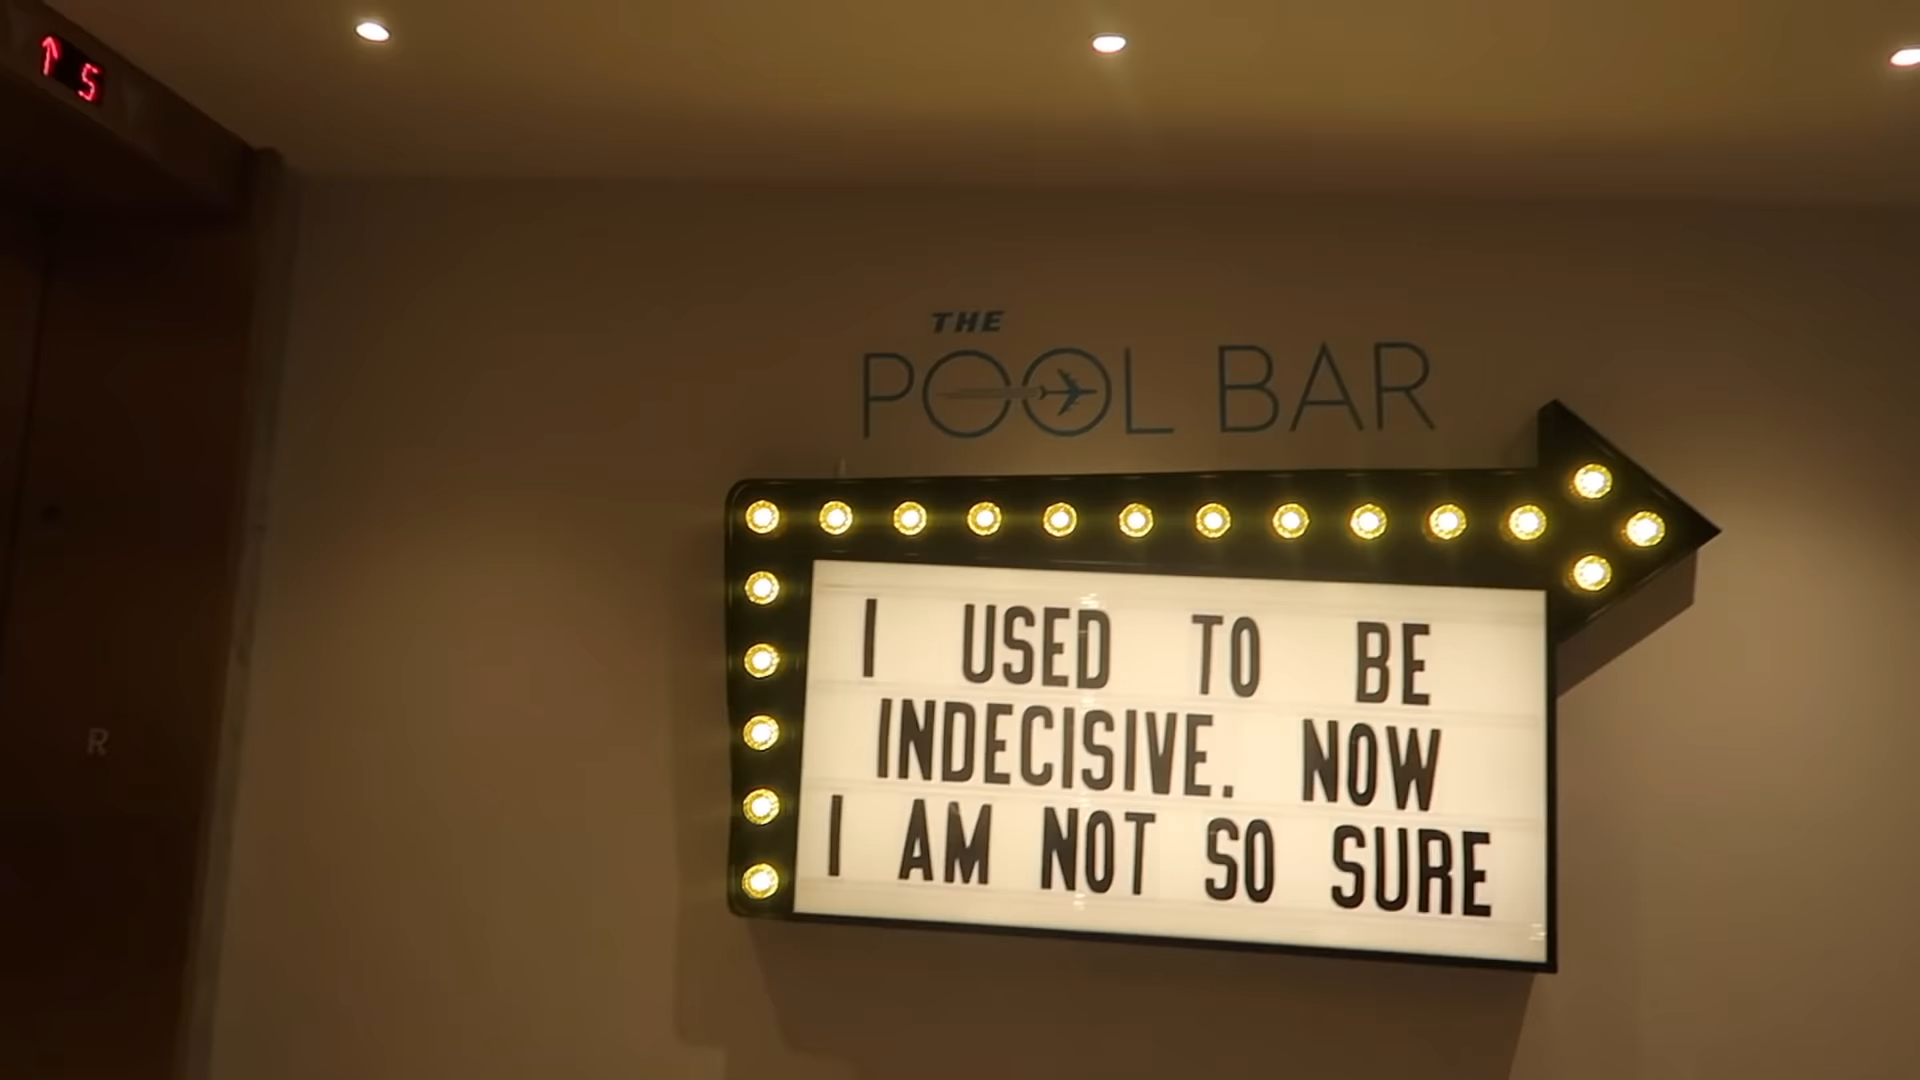 ↑ 5
THE
POOL BAR
I USED TO BE
INDECISIVE. NOW
I AM NOT SO SURE
R